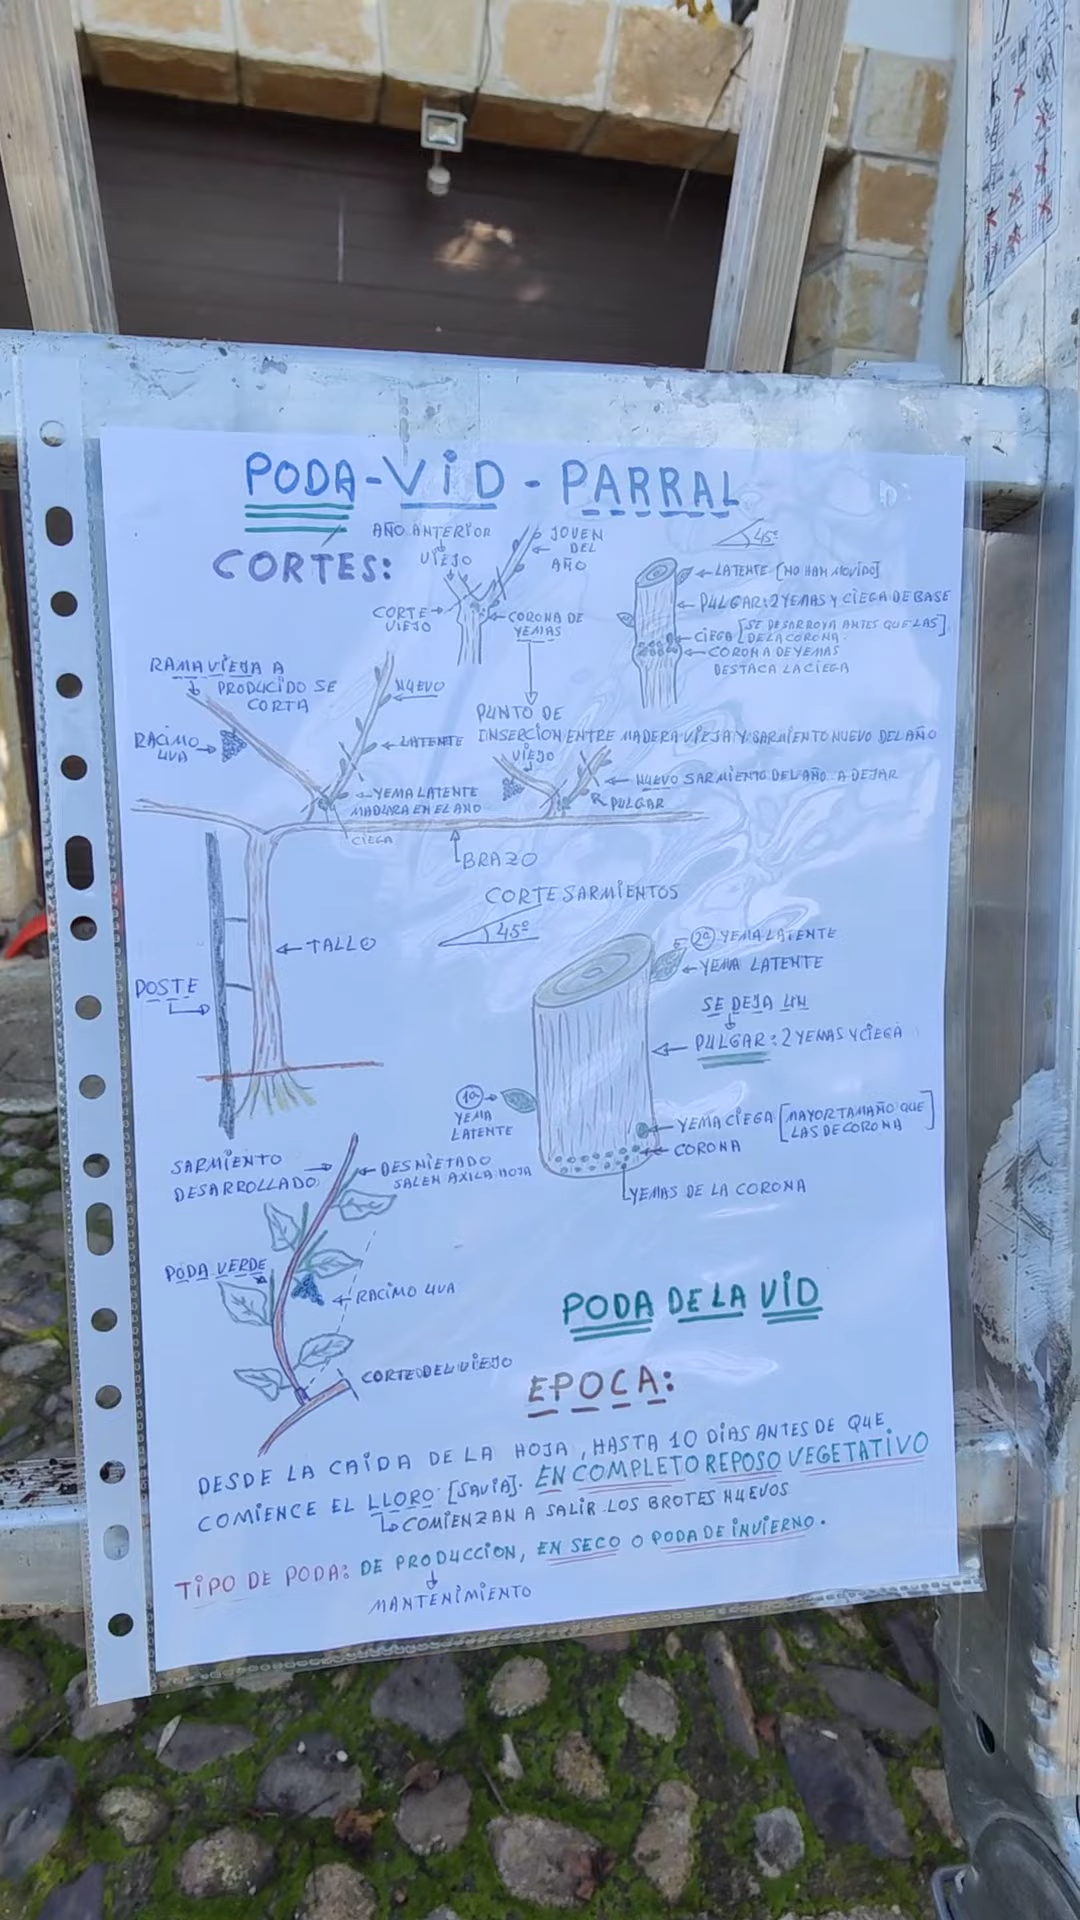 PODA-ViD-PARRAL
CORTES:
AÑO ANTERIOR
VIEJO
JOVEN
DEL
AÑO
CORTE
VIEJO
CORONA DE
YEMAS
45º
LATENTE [NO HAN MOVIDO]
PULGAR: 2 YEMAS Y CIEGA DE BASE
CIEGA [SE DESARROYA ANTES QUE LAS
DE LA CORONA.]
CORONA DE YEMAS
DESTACA LA CIEGA
RAMA VIEJA A
PRODUCIDO SE
CORTA
RACIMO
UVA
NUEVO
LATENTE
YEMA LATENTE
MADURA EN EL AÑO
CIEGA
PUNTO DE
INSERCION ENTRE MADERA VIEJA Y SARMIENTO NUEVO DEL AÑO
VIEJO
NUEVO SARMIENTO DEL AÑO A DEJAR
PULGAR
BRAZO
TALLO
POSTE
CORTE SARMIENTOS
45º
2ª YEMA LATENTE
YEMA LATENTE
SE DEJA UN
PULGAR: 2 YEMAS Y CIEGA
1ª
YEMA
LATENTE
YEMA CIEGA [MAYOR TAMAÑO QUE
LAS DE CORONA]
CORONA
YEMAS DE LA CORONA
SARMIENTO
DESARROLLADO
DESNIETADO
SALEN AXILA HOJA
PODA VERDE
RACIMO UVA
CORTE DEL VIEJO
PODA DE LA ViD
EPOCA:
DESDE LA CAIDA DE LA HOJA, HASTA 10 DIAS ANTES DE QUE
COMIENCE EL LLORO [SAVIA]. EN COMPLETO REPOSO VEGETATIVO
COMIENZAN A SALIR LOS BROTES NUEVOS
TIPO DE PODA: DE PRODUCCION, EN SECO O PODA DE INVIERNO.
MANTENIMIENTO